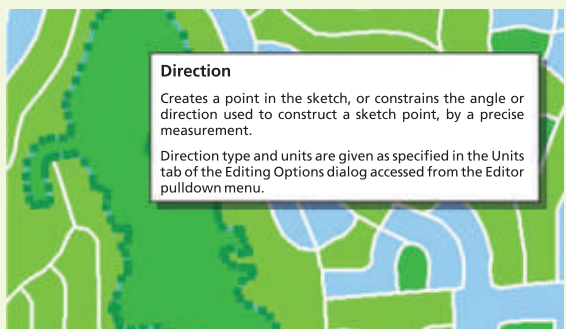 Direction
Creates a point in the sketch, or constrains the angle or
direction used to construct a sketch point, by a precise
measurement.
Direction type and units are given as specified in the Units
tab of the Editing Options dialog accessed from the Editor
pulldown menu.